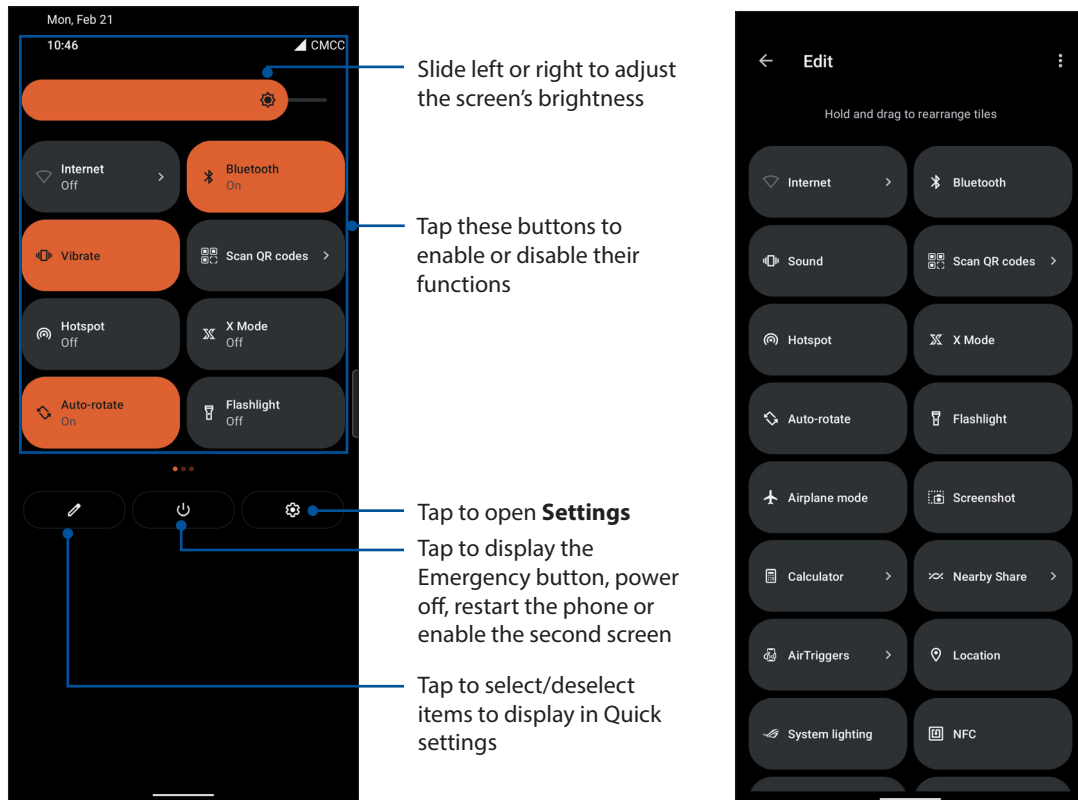 Mon, Feb 21
10:46
CMCC
Slide left or right to adjust
the screen's brightness
Internet
Off
Bluetooth
On
Vibrate
Scan QR codes
Tap these buttons to
enable or disable their
functions
Hotspot
Off
X Mode
Off
Auto-rotate
On
Flashlight
Off
Tap to open Settings
Tap to display the
Emergency button, power
off, restart the phone or
enable the second screen
Tap to select/deselect
items to display in Quick
settings
Edit
Hold and drag to rearrange tiles
Internet
Bluetooth
Sound
Scan QR codes
Hotspot
X Mode
Auto-rotate
Flashlight
Airplane mode
Screenshot
Calculator
Nearby Share
AirTriggers
Location
System lighting
NFC